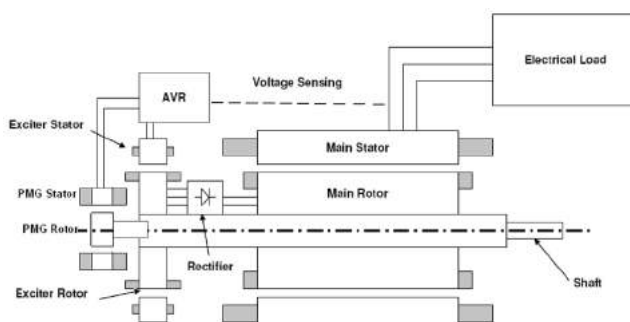 Electrical Load
Voltage Sensing
AVR
Exciter Stator
Main Stator
PMG Stator
Main Rotor
PMG Rotor
Rectifier
Shaft
Exciter Rotor